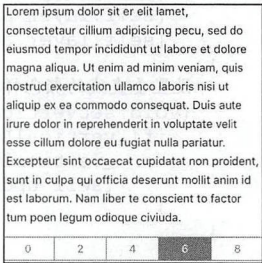 Lorem ipsum dolor sit er elit lamet,
consectetaur cillium adipisicing pecu, sed do
eiusmod tempor incididunt ut labore et dolore
magna aliqua. Ut enim ad minim veniam, quis
nostrud exercitation ullamco laboris nisi ut
aliquip ex ea commodo consequat. Duis aute
irure dolor in reprehenderit in voluptate velit
esse cillum dolore eu fugiat nulla pariatur.
Excepteur sint occaecat cupidatat non proident,
sunt in culpa qui officia deserunt mollit anim id
est laborum. Nam liber te conscient to factor
tum poen legum odioque civiuda.
0 2 4 6 8